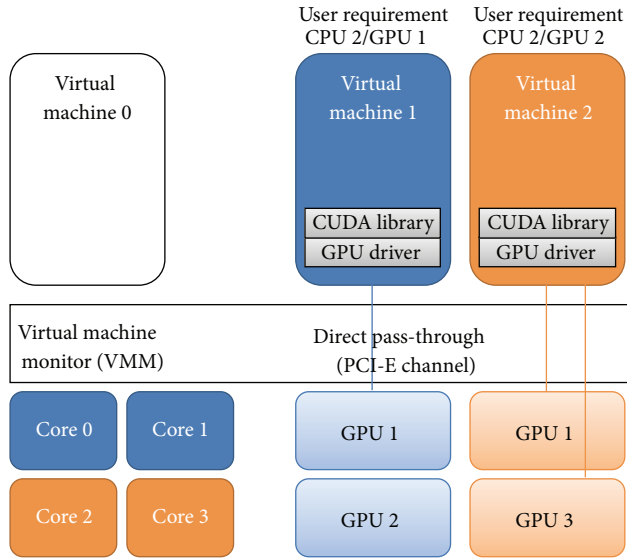 User requirement
CPU 2/GPU 1
User requirement
CPU 2/GPU 2
Virtual
machine 0
Virtual
machine 1
Virtual
machine 2
CUDA library
GPU driver
CUDA library
GPU driver
Virtual machine
monitor (VMM)
Direct pass-through
(PCI-E channel)
Core 0
Core 1
GPU 1
GPU 1
Core 2
Core 3
GPU 2
GPU 3